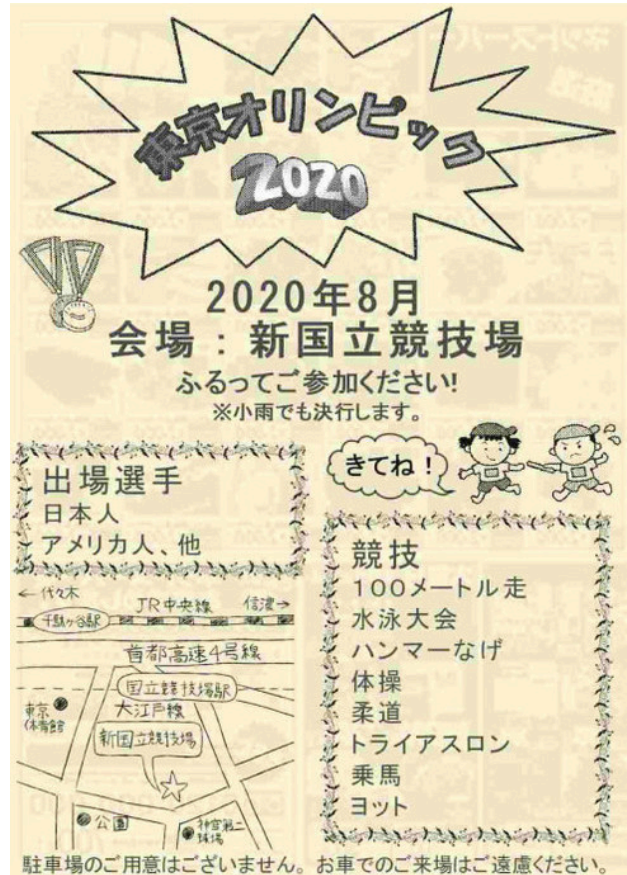 東京オリンピック
2020
2020年8月
会場：新国立競技場
ふるってご参加ください!
※小雨でも決行します。
きてね！
出場選手
日本人
アメリカ人、他
競技
100メートル走
水泳大会
ハンマーなげ
体操
柔道
トライアスロン
乗馬
ヨット
← 代々木
JR中央線
信濃→
千駄ヶ谷駅
首都高速4号線
国立競技場駅
大江戸線
東京
体育館
新国立競技場
公園
神宮第二
球場
駐車場のご用意はございません。お車でのご来場はご遠慮ください。